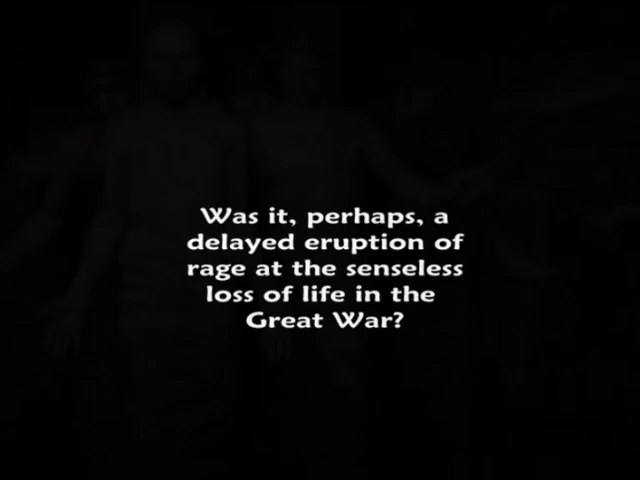 Was it, perhaps, a
delayed eruption of
rage at the senseless
loss of life in the
Great War?